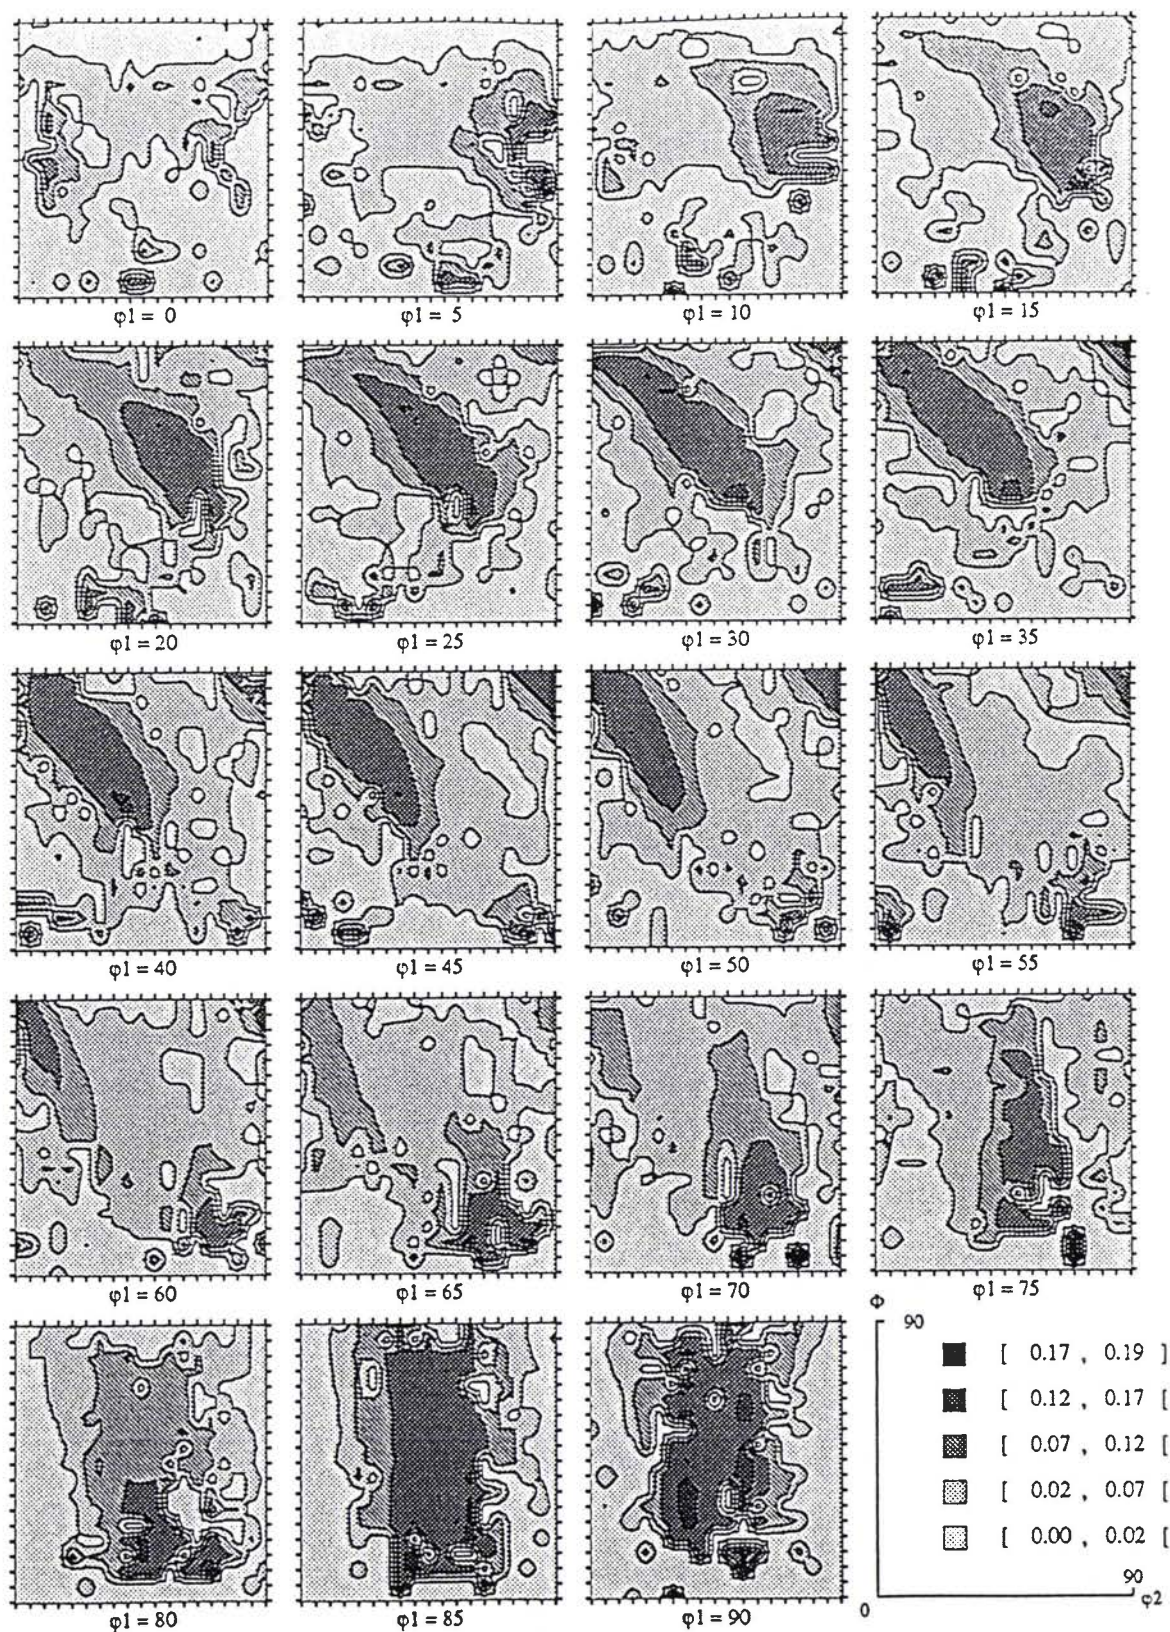 φ1 = 0 φ1 = 5 φ1 = 10 φ1 = 15
φ1 = 20 φ1 = 25 φ1 = 30 φ1 = 35
φ1 = 40 φ1 = 45 φ1 = 50 φ1 = 55
φ1 = 60 φ1 = 65 φ1 = 70 φ1 = 75
Φ
90
[ 0.17 , 0.19 ]
[ 0.12 , 0.17 [
[ 0.07 , 0.12 [
[ 0.02 , 0.07 [
[ 0.00 , 0.02 [
90
0 φ2
φ1 = 80 φ1 = 85 φ1 = 90